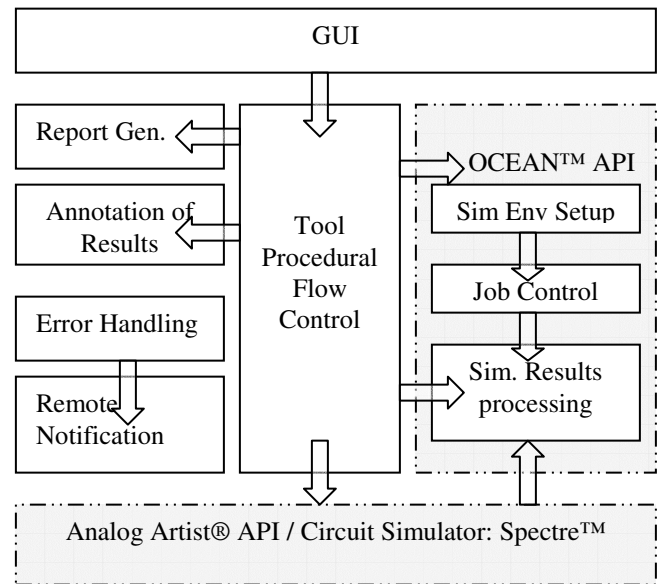 GUI
Report Gen.
Annotation of
Results
Error Handling
Remote
Notification
Tool
Procedural
Flow
Control
OCEAN™ API
Sim Env Setup
Job Control
Sim. Results
processing
Analog Artist® API / Circuit Simulator: Spectre™